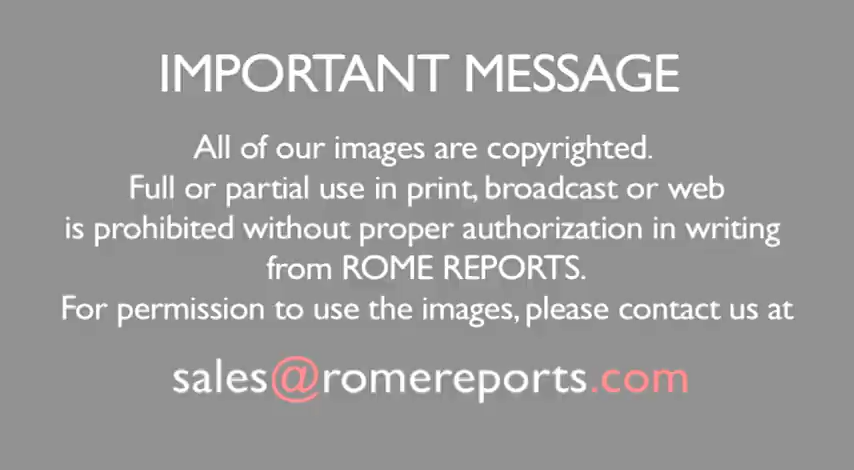 IMPORTANT MESSAGE
All of our images are copyrighted.
Full or partial use in print, broadcast or web
is prohibited without proper authorization in writing
from ROME REPORTS.
For permission to use the images, please contact us at
sales@romereports.com